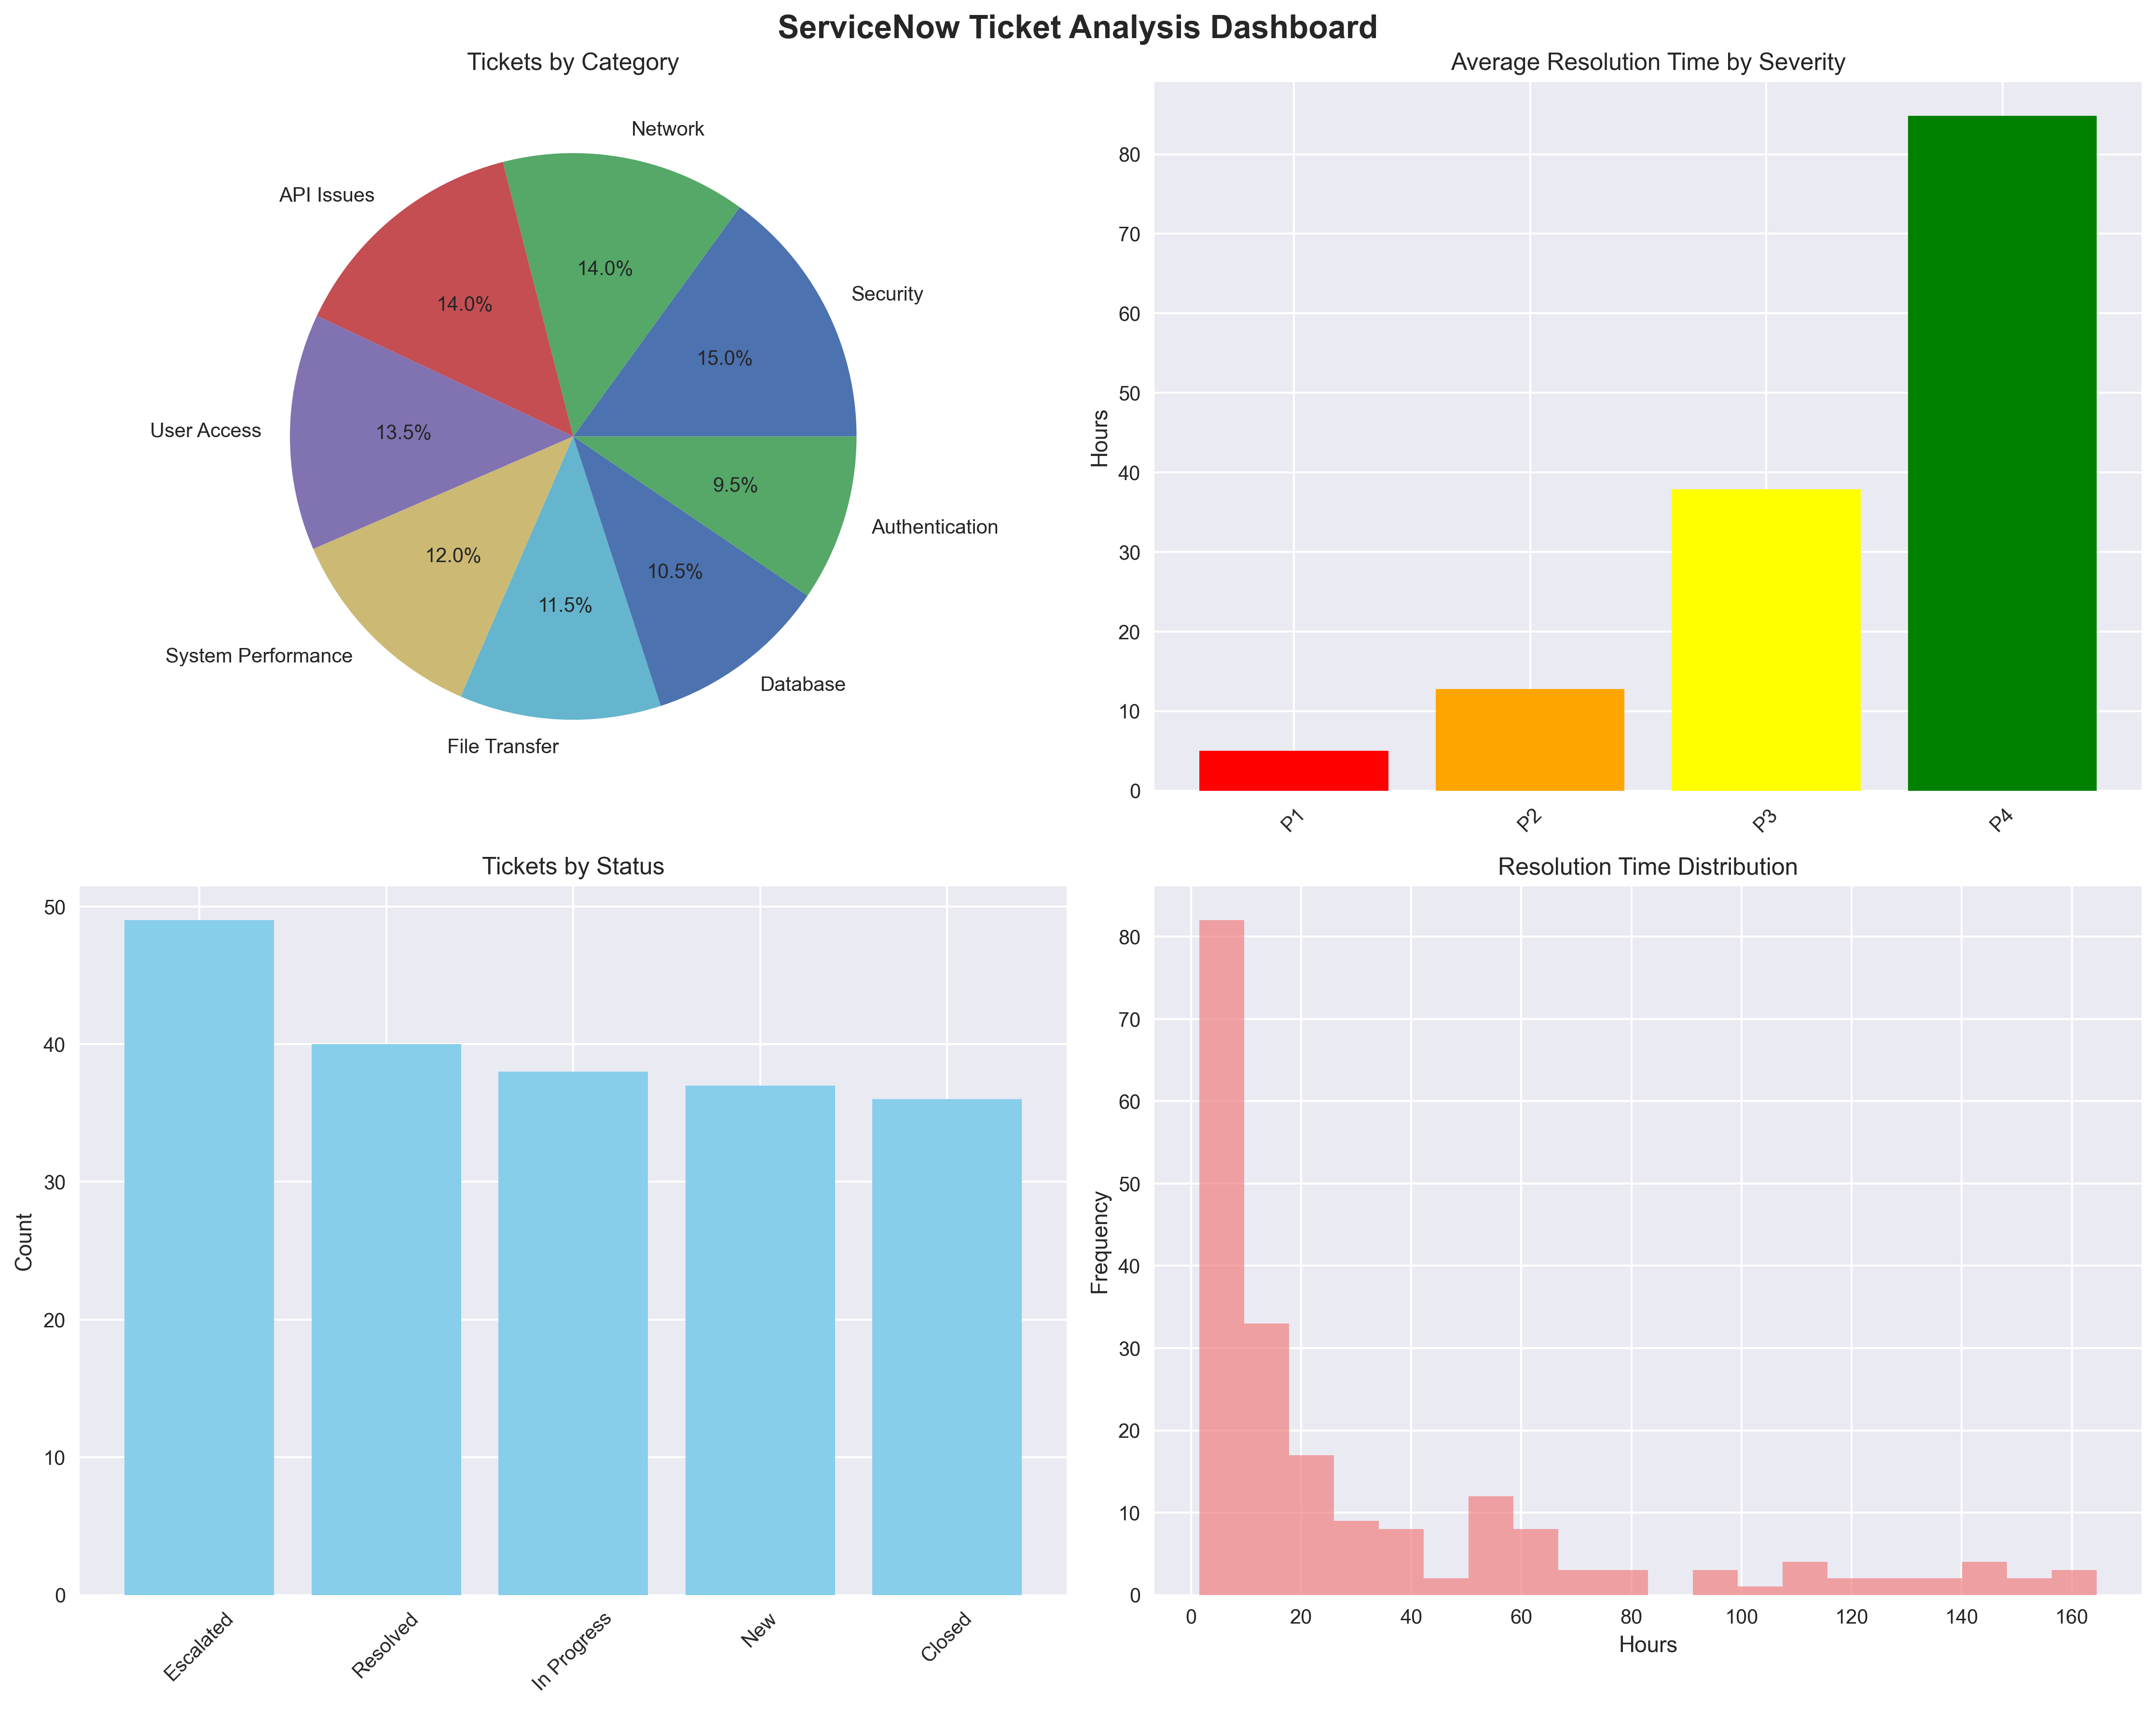 ServiceNow Ticket Analysis Dashboard
Tickets by Category
Network
API Issues
Security
User Access
Authentication
System Performance
Database
File Transfer
14.0%
14.0%
15.0%
13.5%
9.5%
12.0%
10.5%
11.5%
Average Resolution Time by Severity
Hours
80
70
60
50
40
30
20
10
0
P1
P2
P3
P4
Tickets by Status
Count
50
40
30
20
10
0
Escalated
Resolved
In Progress
New
Closed
Resolution Time Distribution
Frequency
80
70
60
50
40
30
20
10
0
0
20
40
60
80
100
120
140
160
Hours